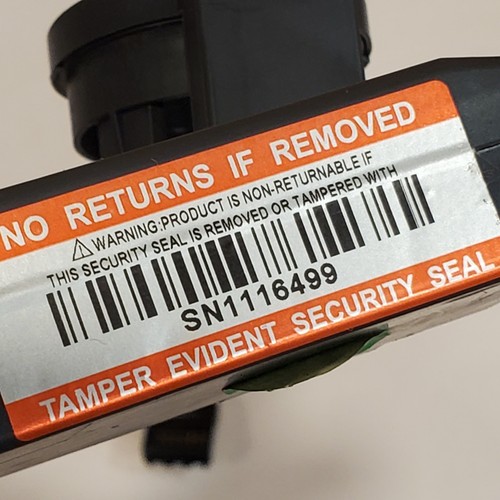 NO RETURNS IF REMOVED
WARNING:PRODUCT IS NON-RETURNABLE IF
THIS SECURITY SEAL IS REMOVED OR TAMPERED WITH
SN1116499
TAMPER EVIDENT SECURITY SEAL